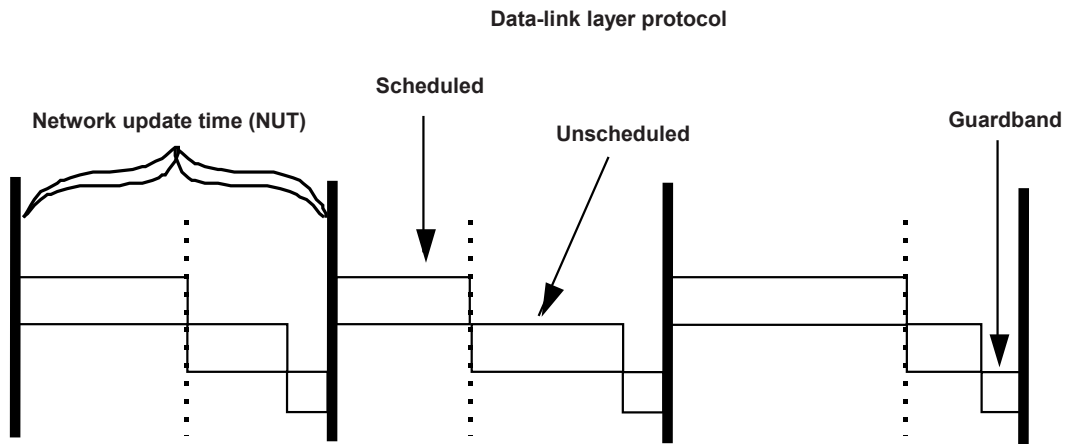 Data-link layer protocol
Scheduled
Network update time (NUT)
Unscheduled
Guardband